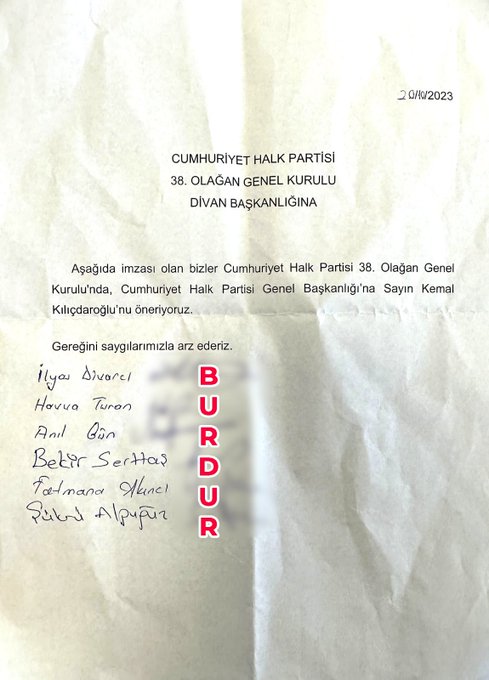 20/10/2023
CUMHURİYET HALK PARTİSİ
38. OLAĞAN GENEL KURULU
DİVAN BAŞKANLIĞINA
Aşağıda imzası olan bizler Cumhuriyet Halk Partisi 38. Olağan Genel
Kurulu'nda, Cumhuriyet Halk Partisi Genel Başkanlığı'na Sayın Kemal
Kılıçdaroğlu'nu öneriyoruz.
Gereğini saygılarımızla arz ederiz.
İlyas Divarcı
Havva Turan
Anıl Gün
Bekir Serttaş
Fatmana
Şükrü Alpuğuz
BURDUR